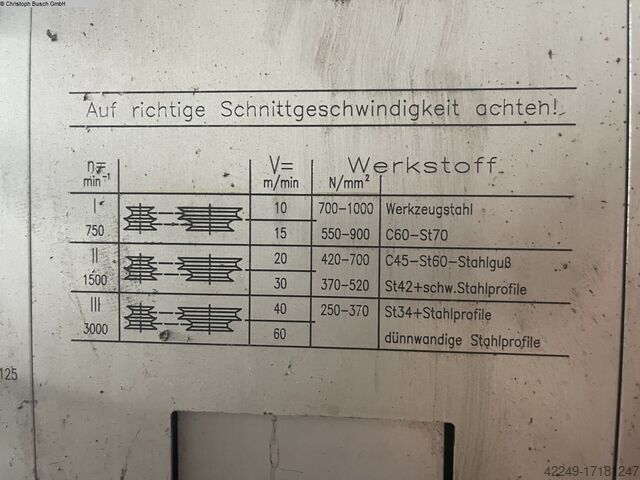 © Christoph Busch GmbH
Auf richtige Schnittgeschwindigkeit achten!
n= V= Werkstoff
min⁻¹ m/min N/mm²
I 10 700-1000 Werkzeugstahl
750 15 550-900 C60-St70
II 20 420-700 C45-St60-Stahlguß
1500 30 370-520 St42+schw.Stahlprofile
III 40 250-370 St34+Stahlprofile
3000 60 dünnwandige Stahlprofile
125
42249-17181247